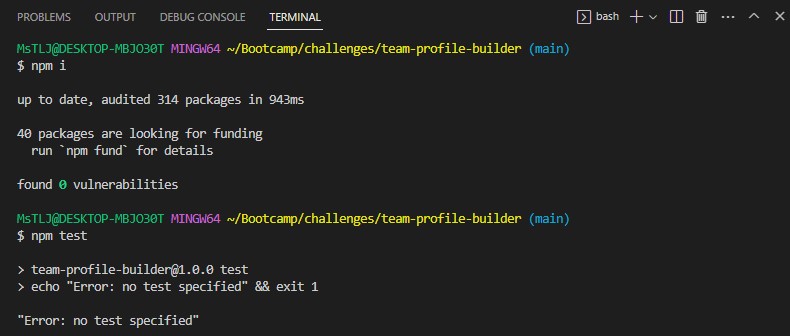 PROBLEMS OUTPUT DEBUG CONSOLE TERMINAL bash
MsTLJ@DESKTOP-MBJO30T MINGW64 ~/Bootcamp/challenges/team-profile-builder (main)
$ npm i
up to date, audited 314 packages in 943ms
40 packages are looking for funding
run `npm fund` for details
found 0 vulnerabilities
MsTLJ@DESKTOP-MBJO30T MINGW64 ~/Bootcamp/challenges/team-profile-builder (main)
$ npm test
> team-profile-builder@1.0.0 test
> echo "Error: no test specified" && exit 1
"Error: no test specified"